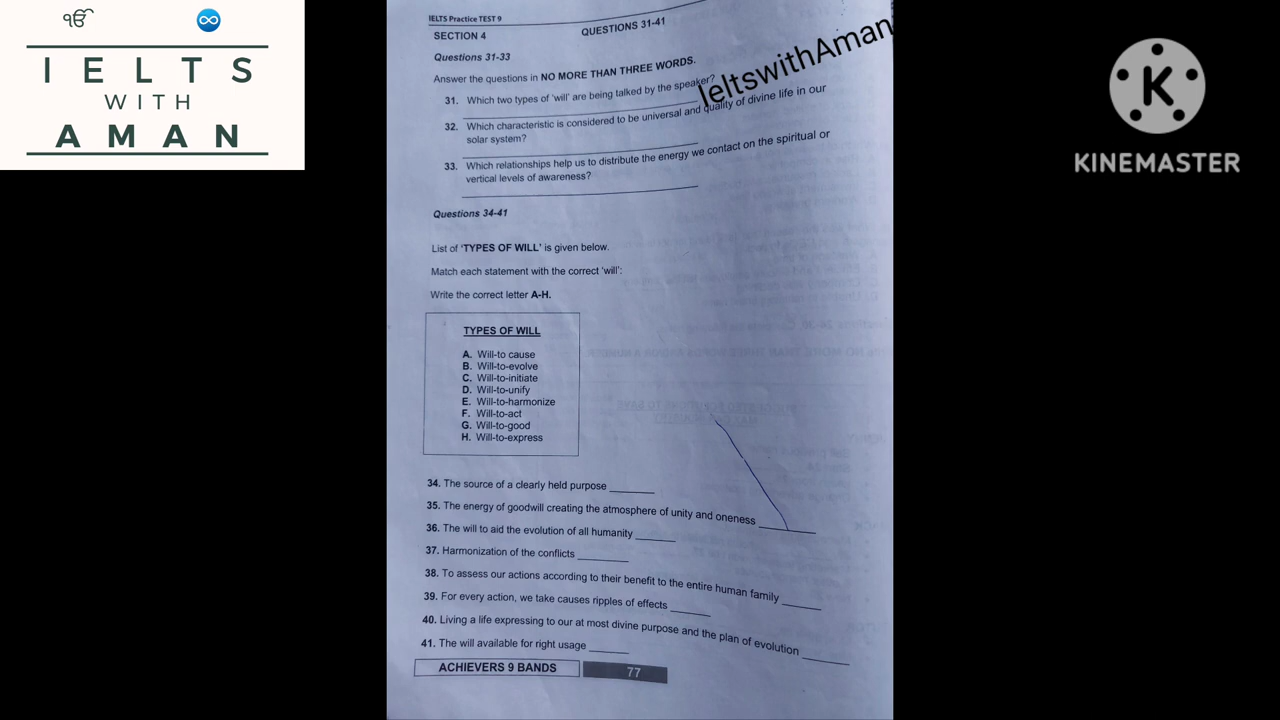 ੴ
IELTS
WITH
AMAN
IELTS Practice TEST 9
SECTION 4 QUESTIONS 31-41
Questions 31-33
Answer the questions in NO MORE THAN THREE WORDS.
IeltswithAman
31. Which two types of 'will' are being talked by the speaker?
32. Which characteristic is considered to be universal and quality of divine life in our
solar system?
33. Which relationships help us to distribute the energy we contact on the spiritual or
vertical levels of awareness?
Questions 34-41
List of 'TYPES OF WILL' is given below.
Match each statement with the correct 'will':
Write the correct letter A-H.
TYPES OF WILL
A. Will-to cause
B. Will-to-evolve
C. Will-to-initiate
D. Will-to-unify
E. Will-to-harmonize
F. Will-to-act
G. Will-to-good
H. Will-to-express
34. The source of a clearly held purpose
35. The energy of goodwill creating the atmosphere of unity and oneness
36. The will to aid the evolution of all humanity
37. Harmonization of the conflicts
38. To assess our actions according to their benefit to the entire human family
39. For every action, we take causes ripples of effects
40. Living a life expressing to our at most divine purpose and the plan of evolution
41. The will available for right usage
ACHIEVERS 9 BANDS 77
K
KINEMASTER